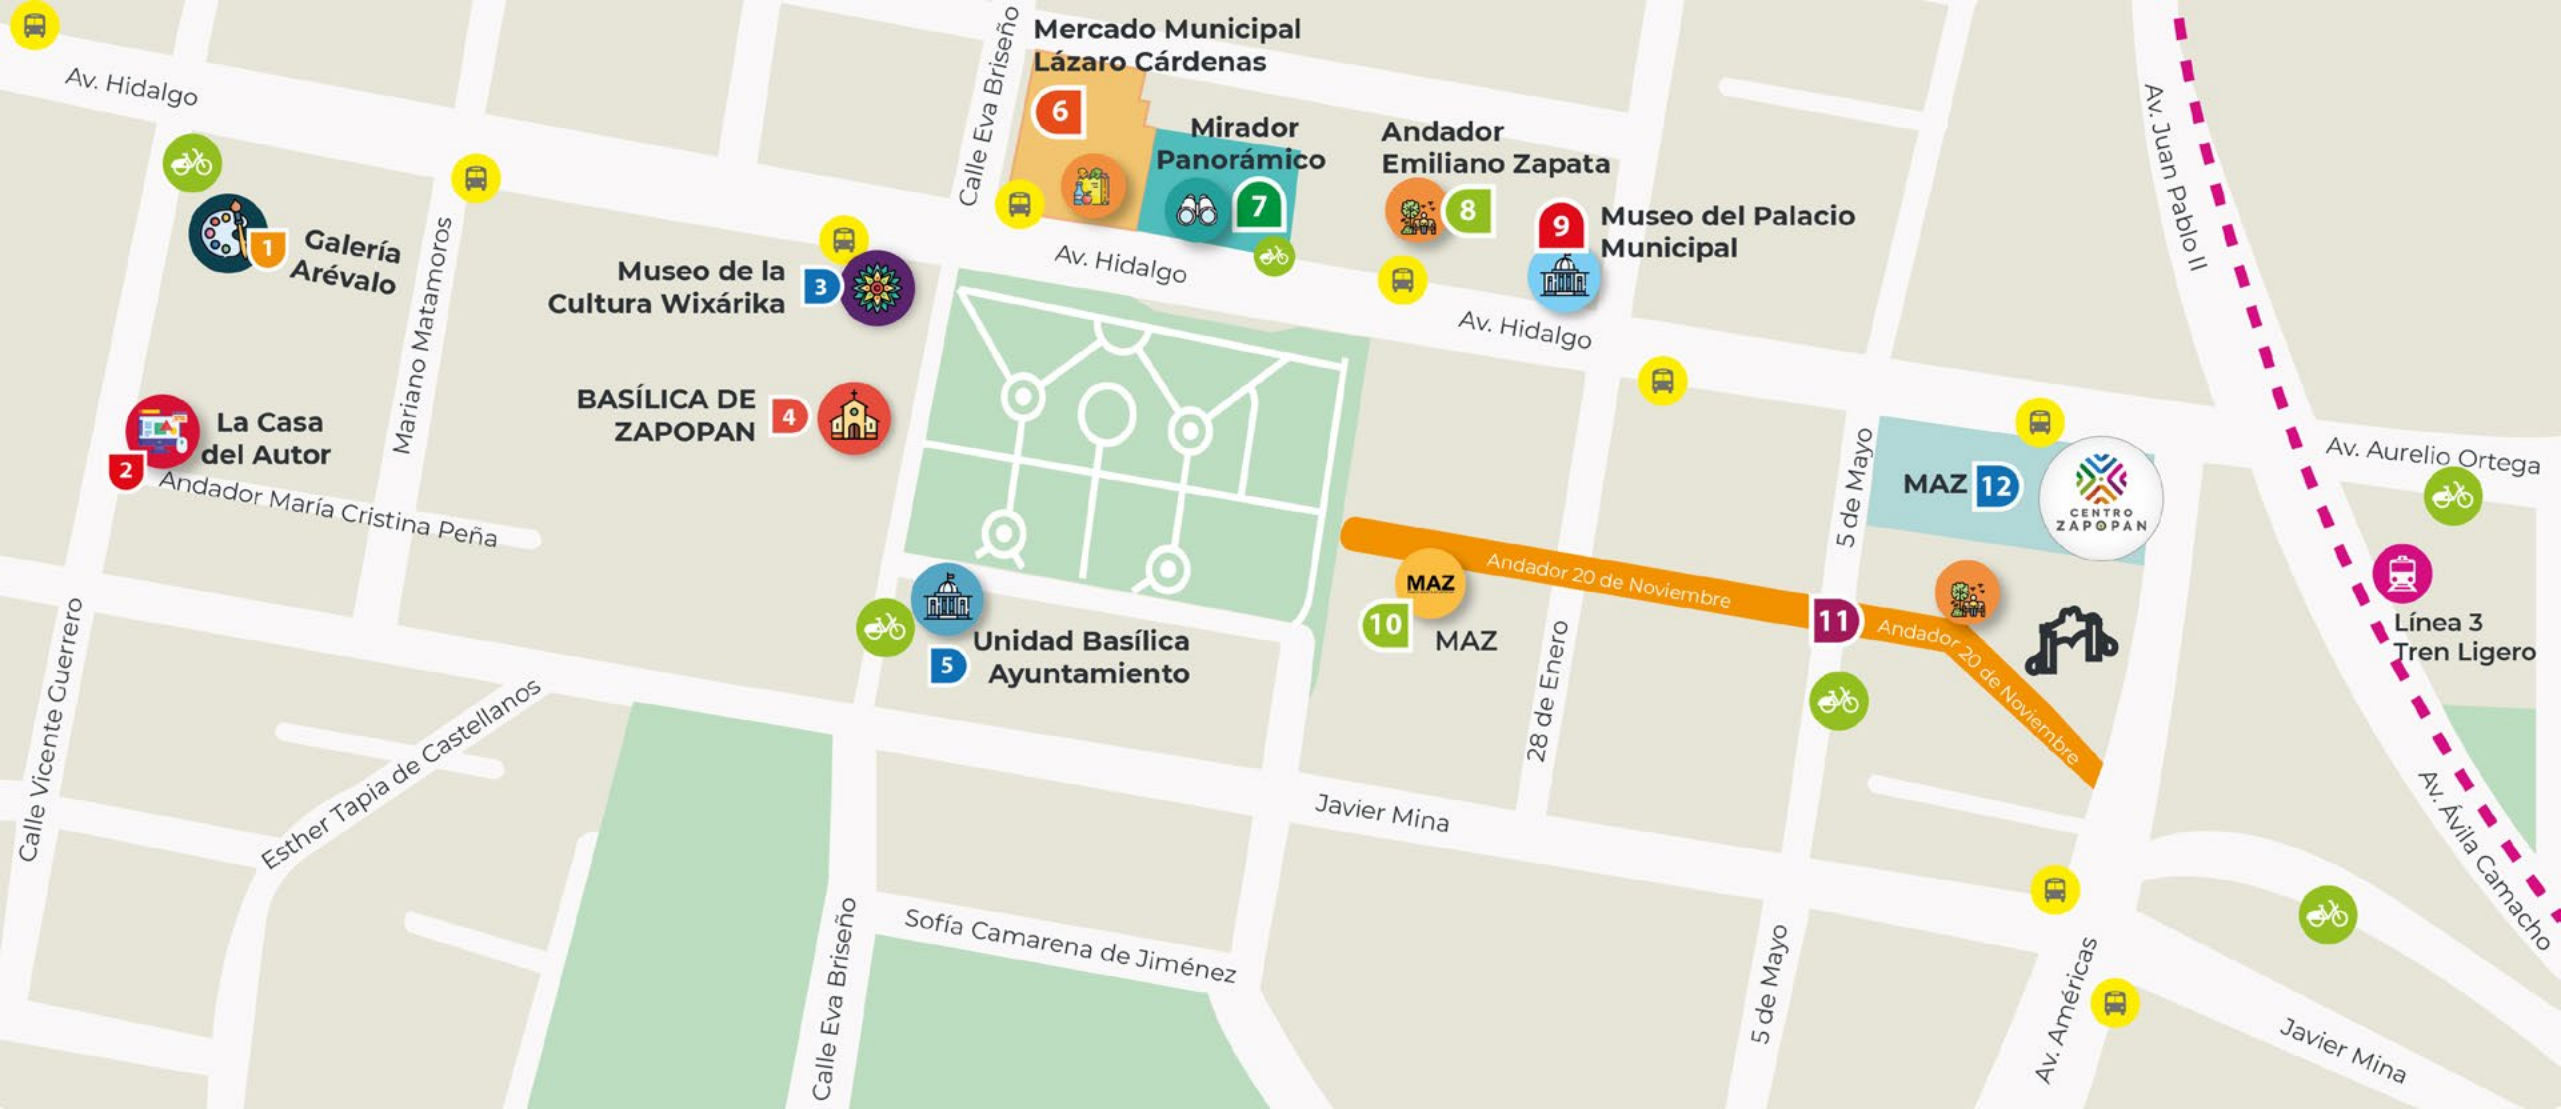 Av. Hidalgo
Calle Eva Briseño
Mercado Municipal
Lázaro Cárdenas
6
Mirador
Panorámico
7
Andador
Emiliano Zapata
8
9
Museo del Palacio
Municipal
Av. Juan Pablo II
1
Galería
Arévalo
Mariano Matamoros
Museo de la
Cultura Wixárika
3
Av. Hidalgo
Av. Hidalgo
BASÍLICA DE
ZAPOPAN
4
La Casa
del Autor
2
Andador María Cristina Peña
5 de Mayo
MAZ
12
CENTRO
ZAPOPAN
Av. Aurelio Ortega
Andador 20 de Noviembre
MAZ
10
MAZ
11
Andador 20 de Noviembre
Línea 3
Tren Ligero
Unidad Basílica
Ayuntamiento
5
28 de Enero
Calle Vicente Guerrero
Esther Tapia de Castellanos
Javier Mina
Av. Ávila Camacho
Sofía Camarena de Jiménez
Calle Eva Briseño
5 de Mayo
Av. Américas
Javier Mina